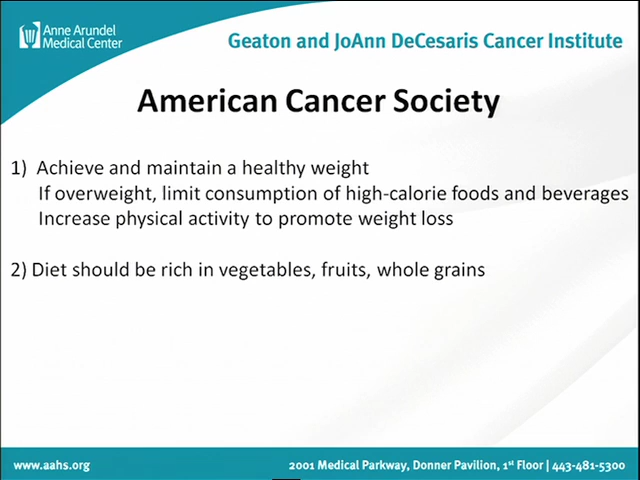 Anne Arundel
Medical Center
Geaton and JoAnn DeCesaris Cancer Institute
American Cancer Society
1) Achieve and maintain a healthy weight
If overweight, limit consumption of high-calorie foods and beverages
Increase physical activity to promote weight loss
2) Diet should be rich in vegetables, fruits, whole grains
www.aahs.org
2001 Medical Parkway, Donner Pavilion, 1st Floor | 443-481-5300